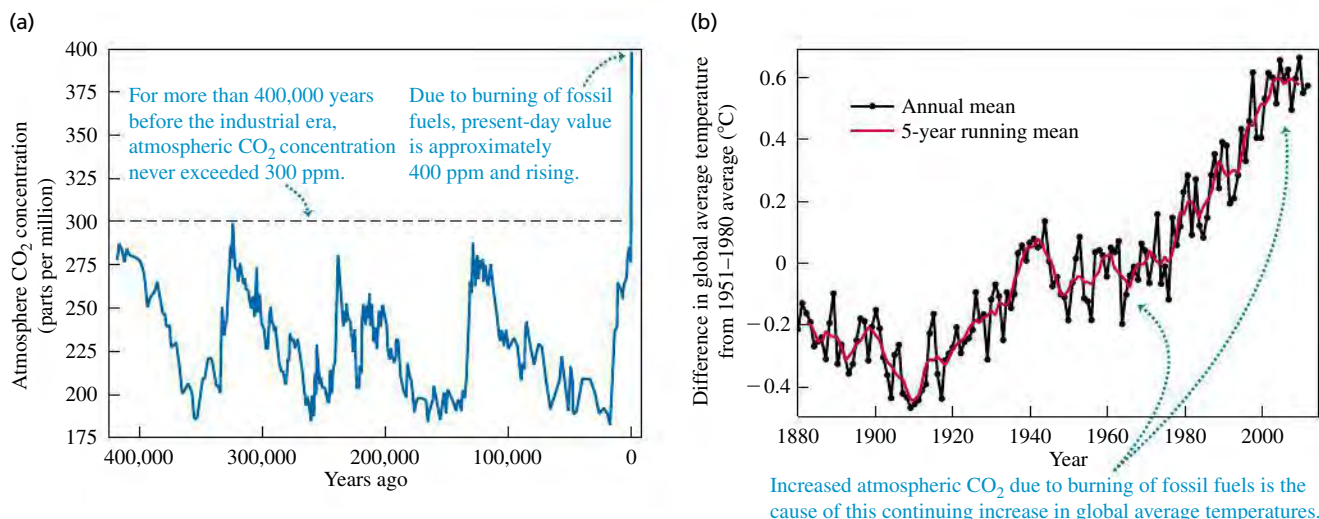 (a)
400
375
350
325
300
275
250
225
200
175
Atmosphere CO₂ concentration
(parts per million)
For more than 400,000 years
before the industrial era,
atmospheric CO₂ concentration
never exceeded 300 ppm.
Due to burning of fossil
fuels, present-day value
is approximately
400 ppm and rising.
400,000
300,000
200,000
100,000
0
Years ago
(b)
0.6
0.4
0.2
0
−0.2
−0.4
Difference in global average temperature
from 1951–1980 average (°C)
Annual mean
5-year running mean
1880
1900
1920
1940
1960
1980
2000
Year
Increased atmospheric CO₂ due to burning of fossil fuels is the
cause of this continuing increase in global average temperatures.